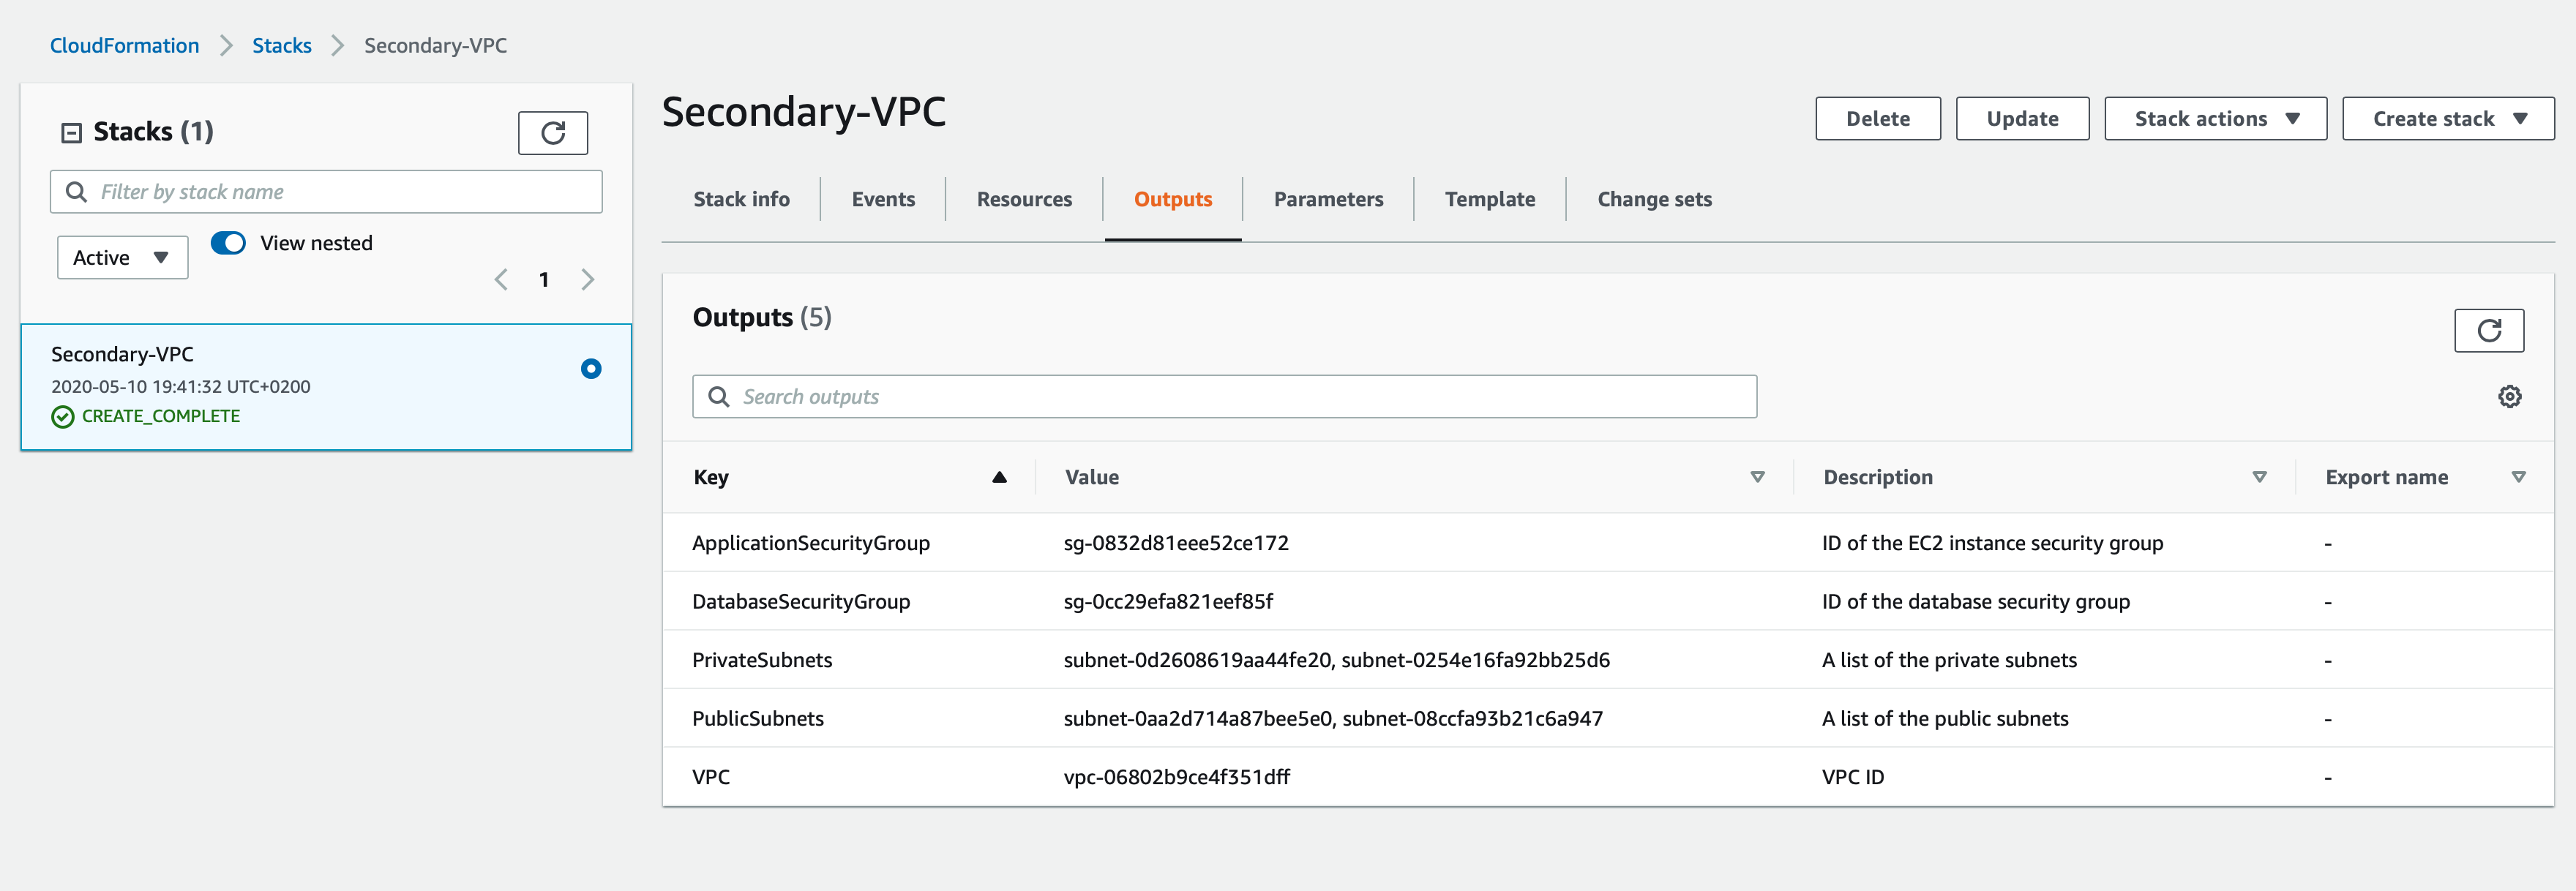 CloudFormation > Stacks > Secondary-VPC
Stacks (1)
Filter by stack name
Active
View nested
1
Secondary-VPC
2020-05-10 19:41:32 UTC+0200
CREATE_COMPLETE
Secondary-VPC
Delete Update Stack actions Create stack
Stack info Events Resources Outputs Parameters Template Change sets
Outputs (5)
Search outputs
Key Value Description Export name
ApplicationSecurityGroup sg-0832d81eee52ce172 ID of the EC2 instance security group -
DatabaseSecurityGroup sg-0cc29efa821eef85f ID of the database security group -
PrivateSubnets subnet-0d2608619aa44fe20, subnet-0254e16fa92bb25d6 A list of the private subnets -
PublicSubnets subnet-0aa2d714a87bee5e0, subnet-08ccfa93b21c6a947 A list of the public subnets -
VPC vpc-06802b9ce4f351dff VPC ID -